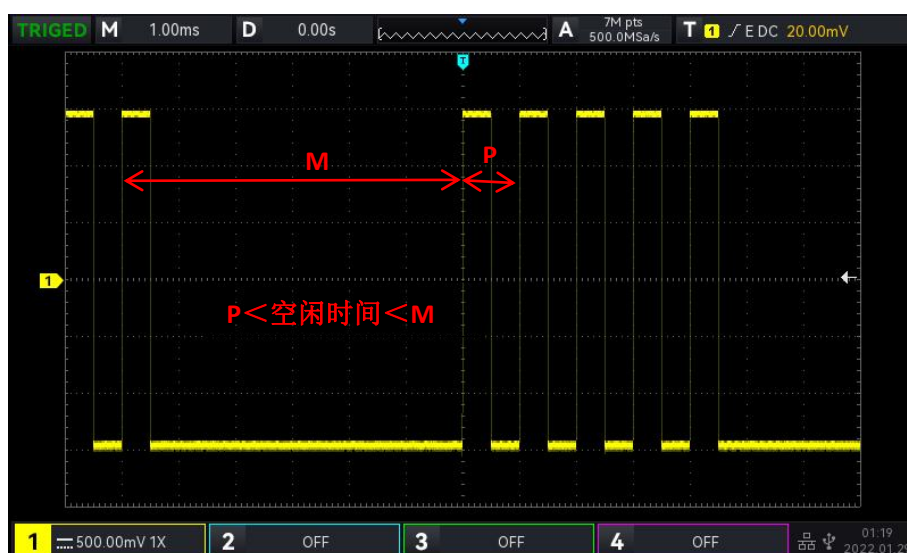 TRIGED M 1.00ms D 0.00s A 7M pts 500.0MSa/s T 1 E DC 20.00mV
T
M P
1
P＜空闲时间＜M
1 500.00mV 1X 2 OFF 3 OFF 4 OFF 01:19